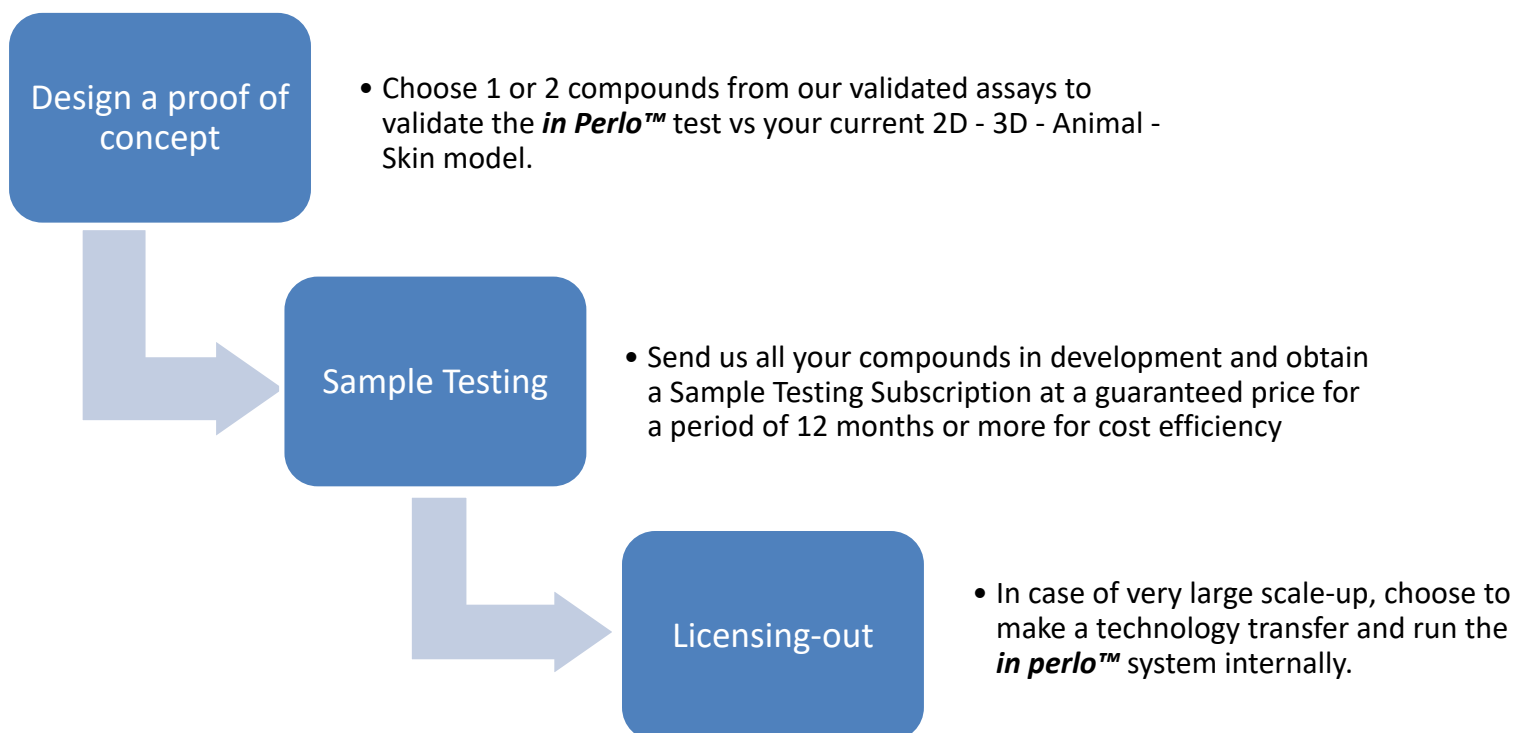 Design a proof of
concept
• Choose 1 or 2 compounds from our validated assays to
validate the in Perlo™ test vs your current 2D - 3D - Animal -
Skin model.
Sample Testing
• Send us all your compounds in development and obtain
a Sample Testing Subscription at a guaranteed price for
a period of 12 months or more for cost efficiency
Licensing-out
• In case of very large scale-up, choose to
make a technology transfer and run the
in perlo™ system internally.